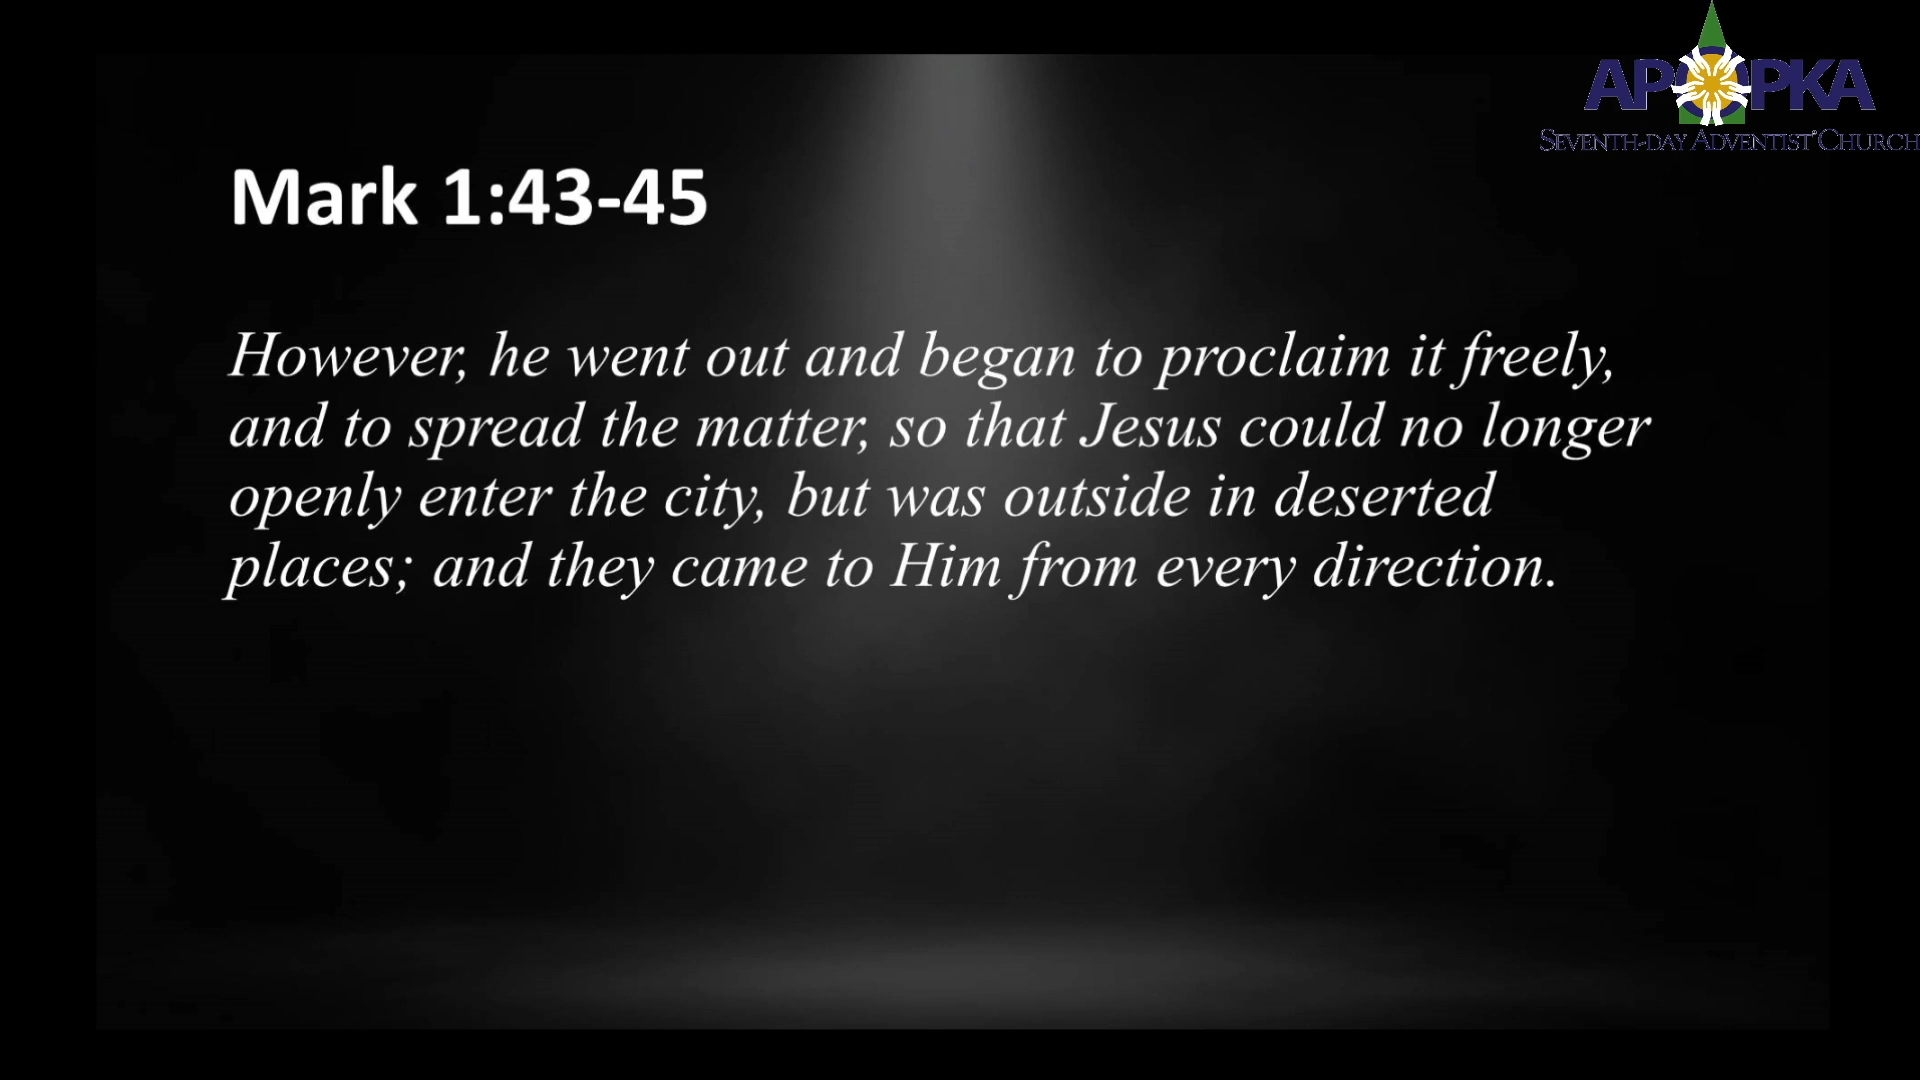 APOPKA
SEVENTH-DAY ADVENTIST® CHURCH
Mark 1:43-45
However, he went out and began to proclaim it freely,
and to spread the matter, so that Jesus could no longer
openly enter the city, but was outside in deserted
places; and they came to Him from every direction.